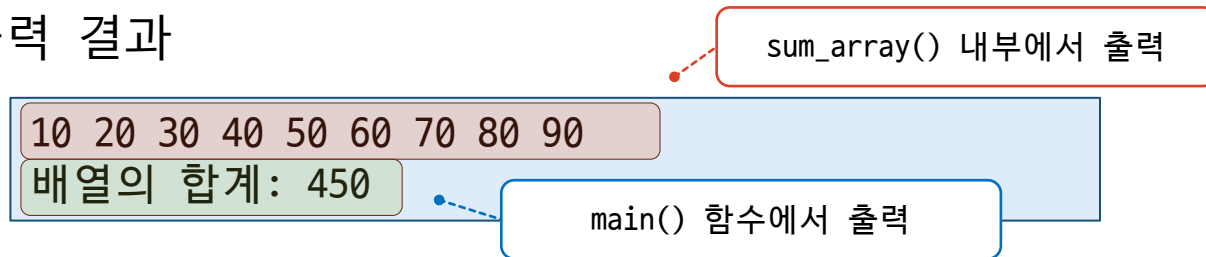 력 결과
sum_array() 내부에서 출력
10 20 30 40 50 60 70 80 90
배열의 합계: 450
main() 함수에서 출력